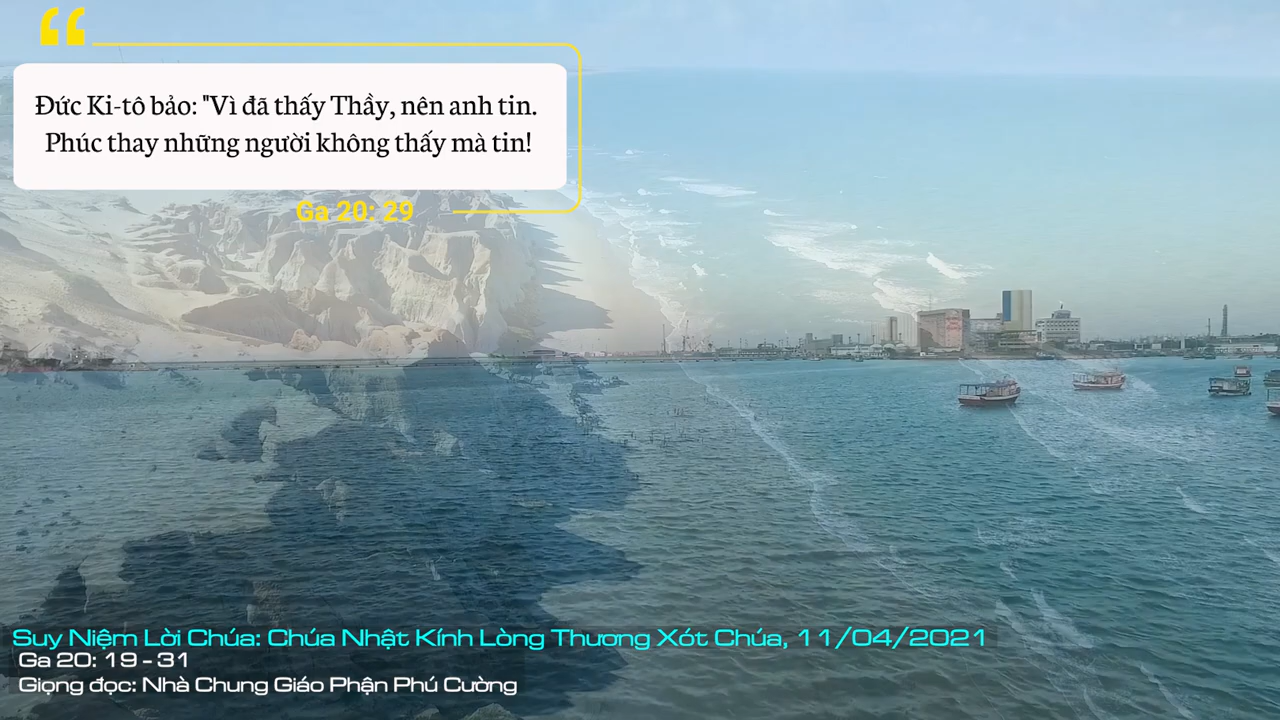 Đức Ki-tô bảo: "Vì đã thấy Thầy, nên anh tin.
Phúc thay những người không thấy mà tin!
Ga 20: 29
Suy Niệm Lời Chúa: Chúa Nhật Kính Lòng Thương Xót Chúa, 11/04/2021
Ga 20: 19 - 31
Giọng đọc: Nhà Chung Giáo Phận Phú Cường